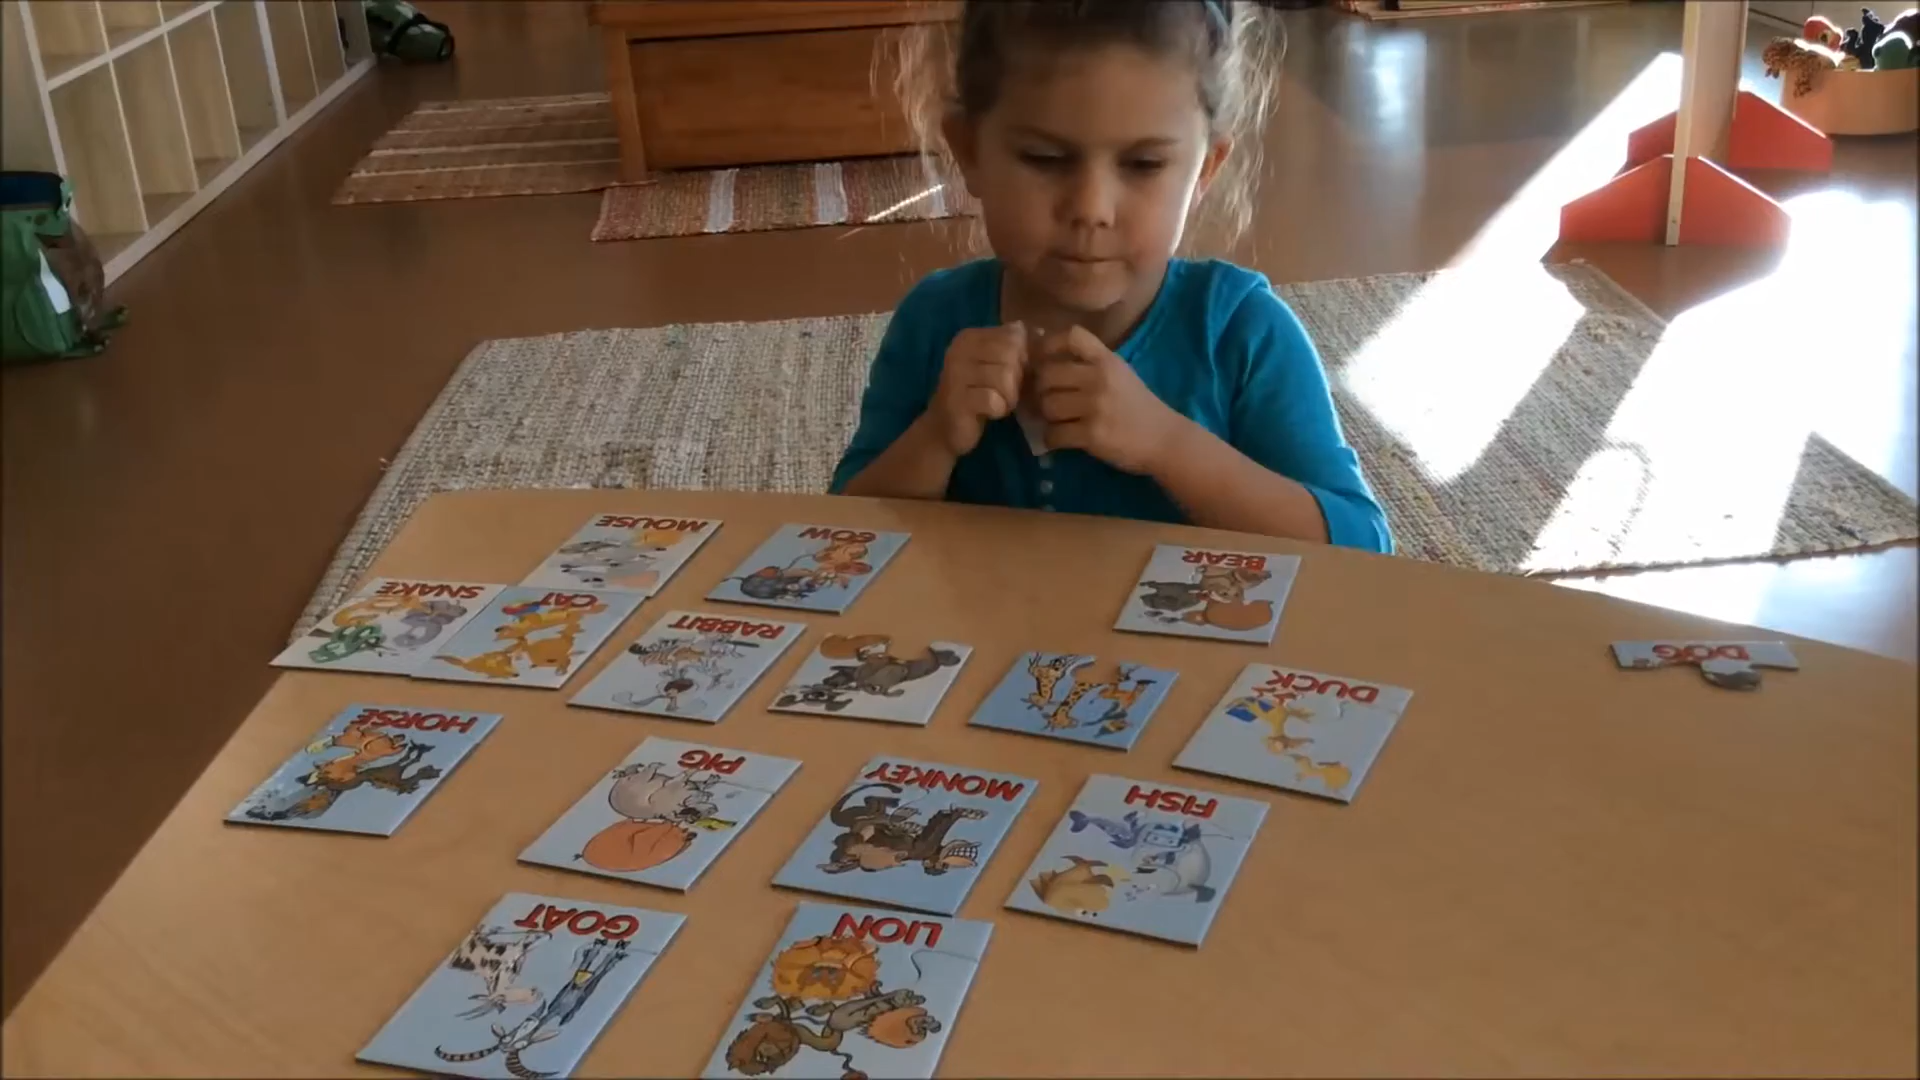 MOUSE
COW
BEAR
SNAKE
CAT
RABBIT
DOG
DUCK
HORSE
PIG
MONKEY
FISH
GOAT
LION